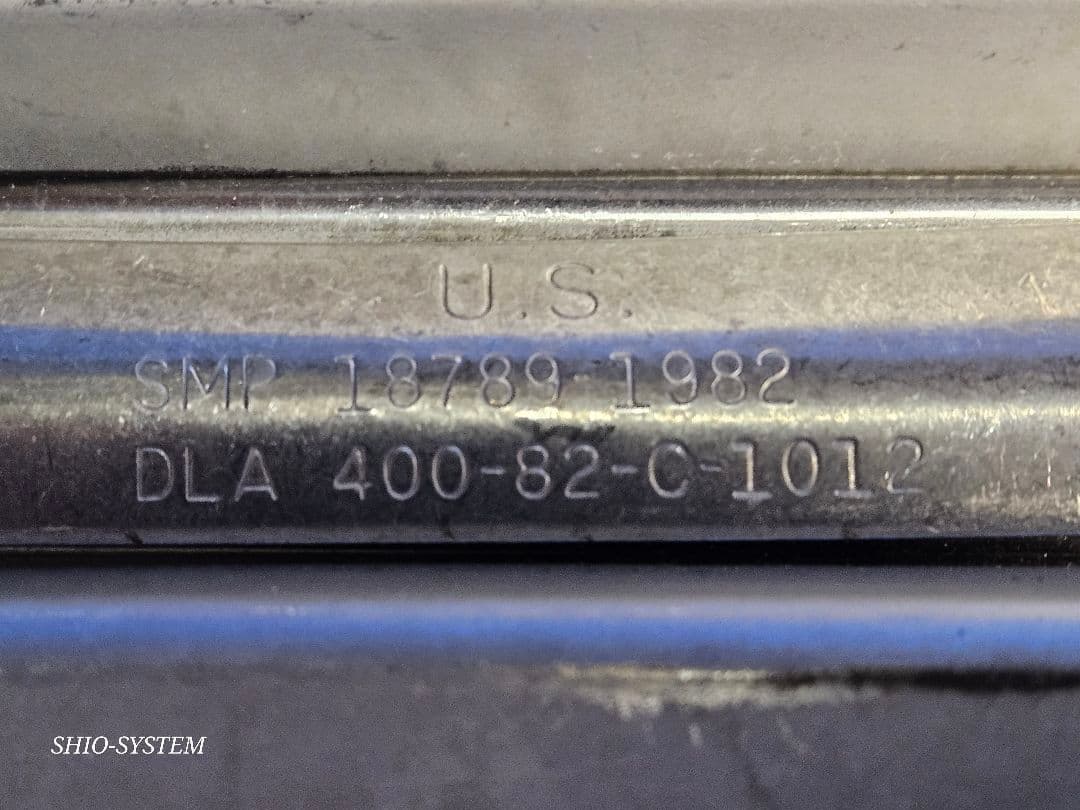 U.S.
SMP 18789-1982
DLA 400-82-C-1012
SHIO-SYSTEM